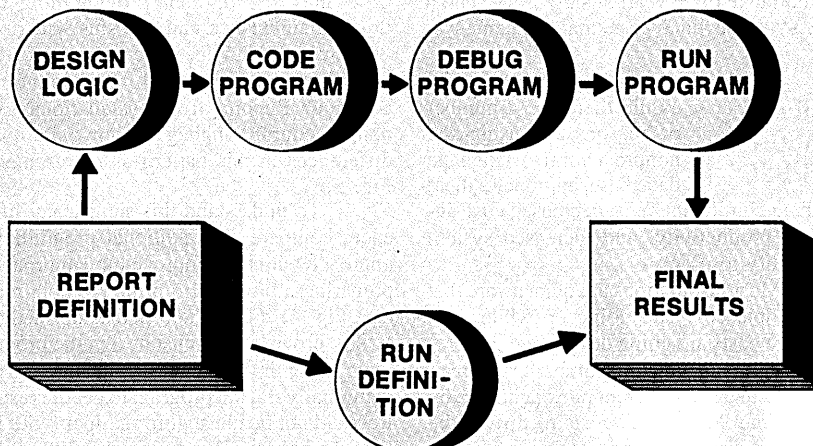 DESIGN
LOGIC
CODE
PROGRAM
DEBUG
PROGRAM
RUN
PROGRAM
REPORT
DEFINITION
FINAL
RESULTS
RUN
DEFINI-
TION